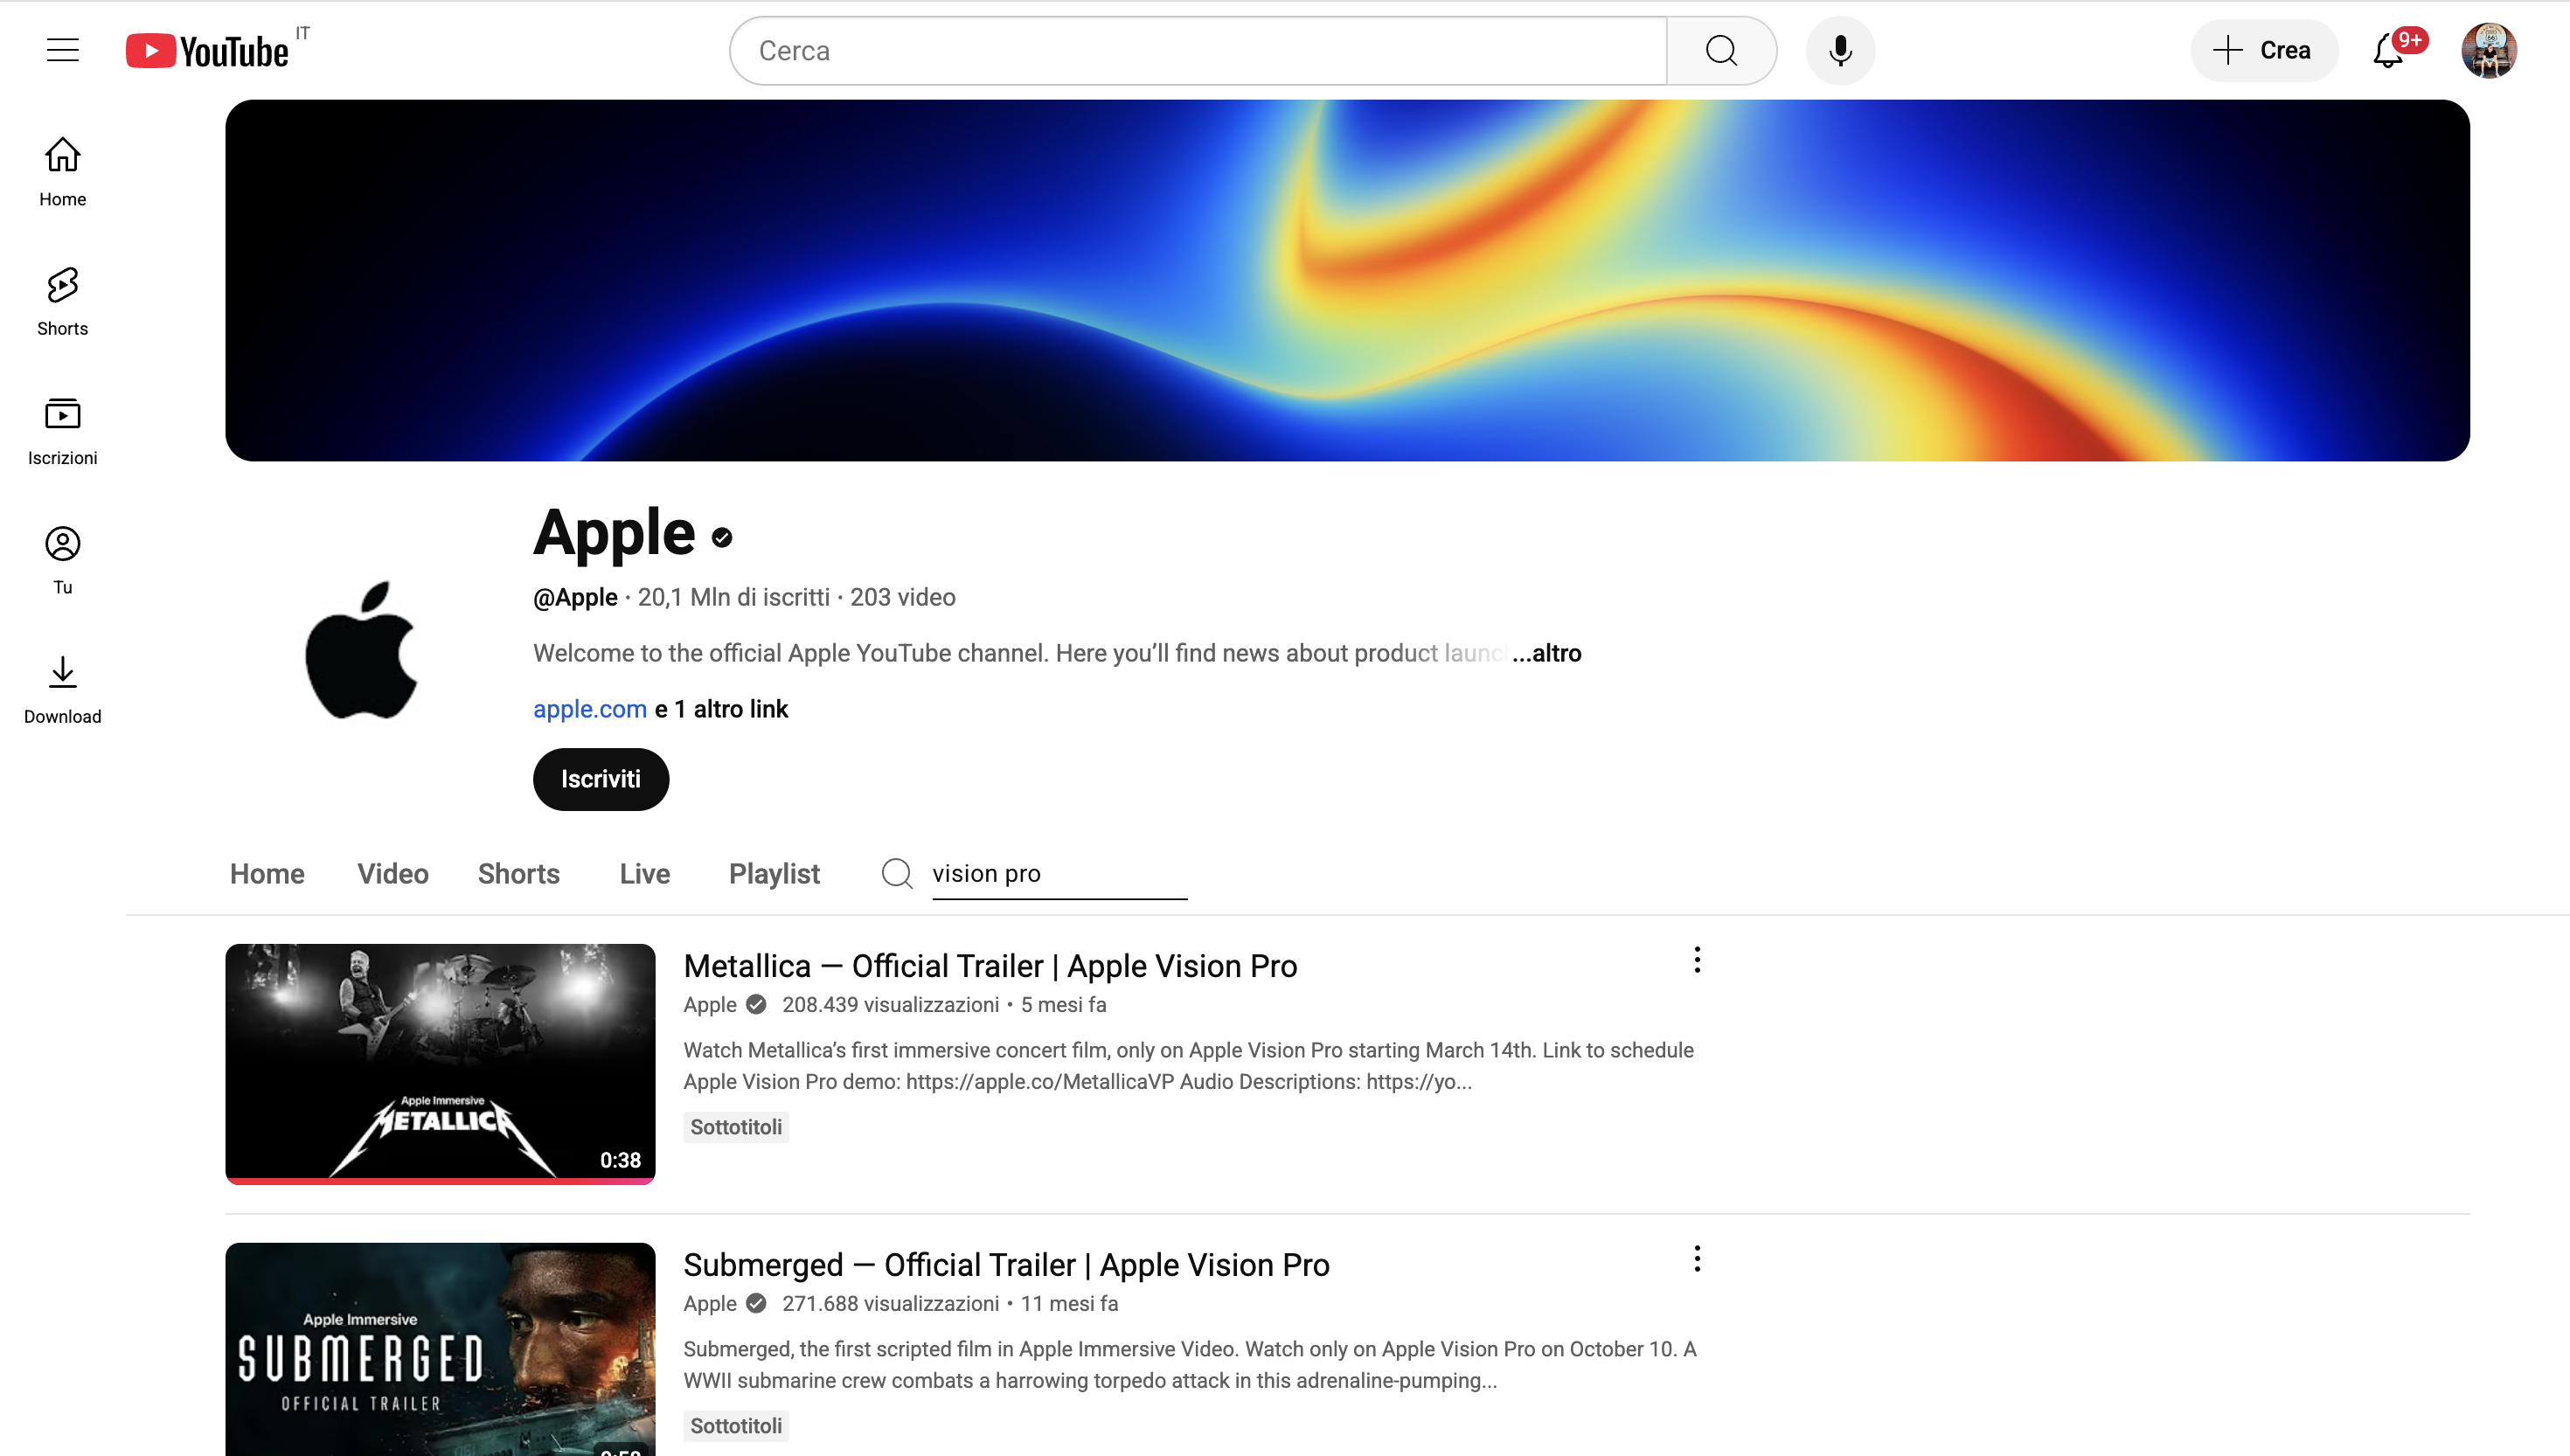 YouTube IT
Cerca
Crea
9+
Home
Shorts
Iscrizioni
Tu
Download
Apple
@Apple • 20,1 Mln di iscritti • 203 video
Welcome to the official Apple YouTube channel. Here you’ll find news about product launc ...altro
apple.com e 1 altro link
Iscriviti
Home Video Shorts Live Playlist vision pro
Apple Immersive
METALLICA
0:38
Metallica — Official Trailer | Apple Vision Pro
Apple 208.439 visualizzazioni • 5 mesi fa
Watch Metallica’s first immersive concert film, only on Apple Vision Pro starting March 14th. Link to schedule
Apple Vision Pro demo: https://apple.co/MetallicaVP Audio Descriptions: https://yo...
Sottotitoli
Apple Immersive
SUBMERGED
OFFICIAL TRAILER
Submerged — Official Trailer | Apple Vision Pro
Apple 271.688 visualizzazioni • 11 mesi fa
Submerged, the first scripted film in Apple Immersive Video. Watch only on Apple Vision Pro on October 10. A
WWII submarine crew combats a harrowing torpedo attack in this adrenaline-pumping...
Sottotitoli